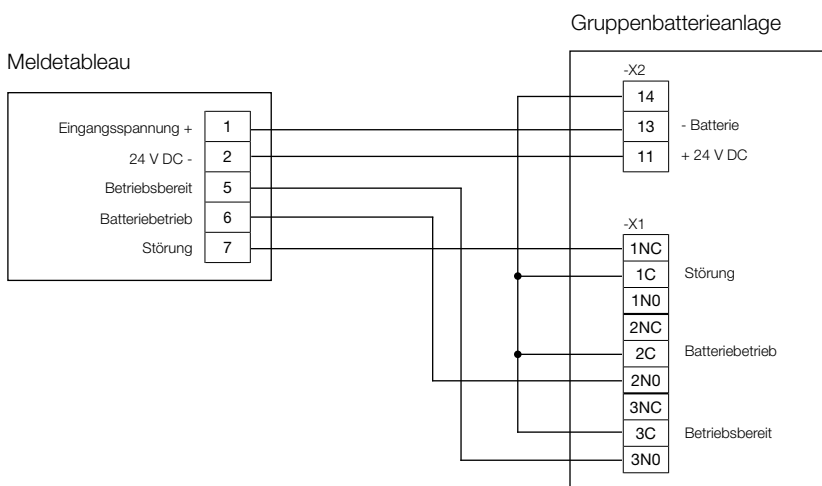 Gruppenbatterieanlage
Meldetableau
-X2
14
Eingangsspannung + 1
13 - Batterie
24 V DC - 2
11 + 24 V DC
Betriebsbereit 5
Batteriebetrieb 6
-X1
Störung 7
1NC
1C Störung
1N0
2NC
2C Batteriebetrieb
2N0
3NC
3C Betriebsbereit
3N0